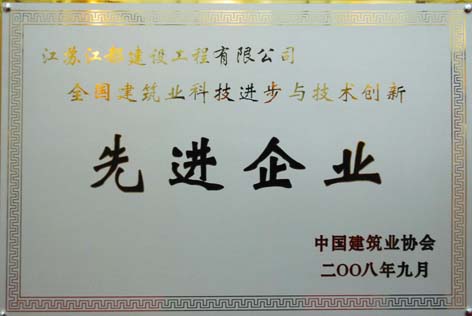 江苏江都建设工程有限公司
全国建筑业科技进步与技术创新
先进企业
中国建筑业协会
二〇〇八年九月